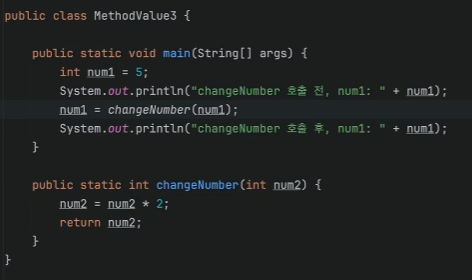 public class MethodValue3 {
public static void main(String[] args) {
int num1 = 5;
System.out.println("changeNumber 호출 전, num1: " + num1);
num1 = changeNumber(num1);
System.out.println("changeNumber 호출 후, num1: " + num1);
}
public static int changeNumber(int num2) {
num2 = num2 * 2;
return num2;
}
}